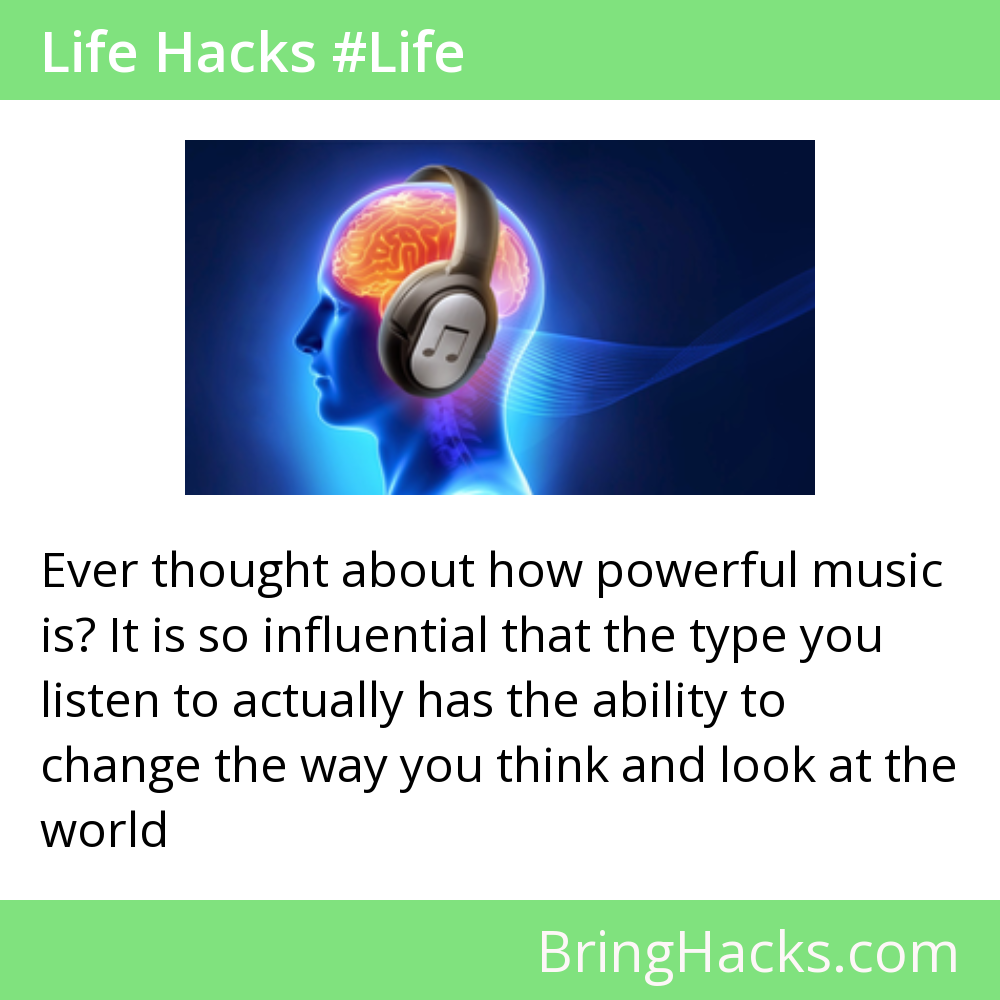 Life Hacks #Life
Ever thought about how powerful music
is? It is so influential that the type you
listen to actually has the ability to
change the way you think and look at the
world
BringHacks.com